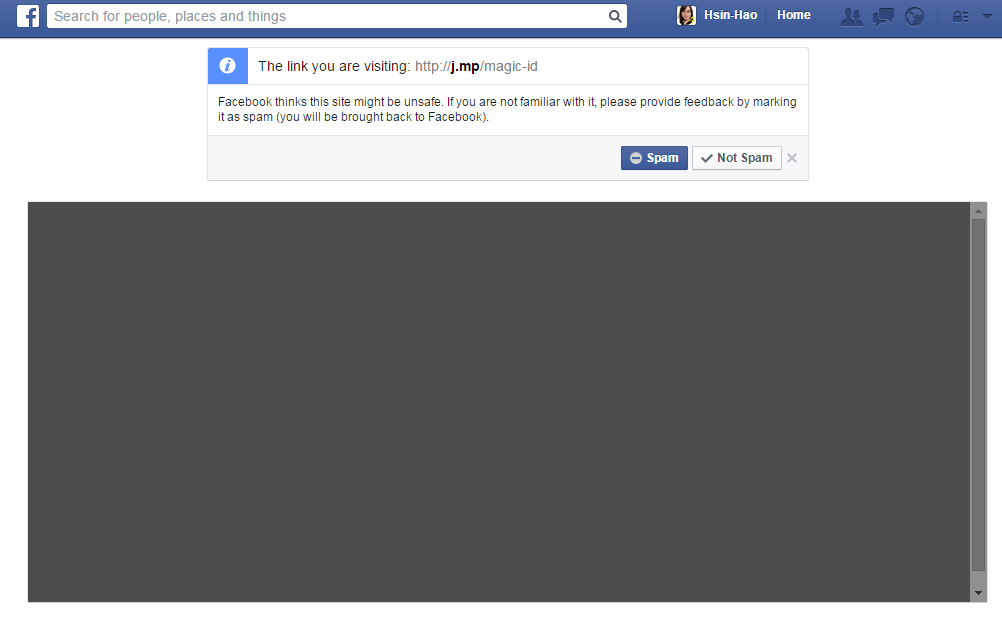 Search for people, places and things
Hsin-Hao
Home
The link you are visiting: http://j.mp/magic-id
Facebook thinks this site might be unsafe. If you are not familiar with it, please provide feedback by marking
it as spam (you will be brought back to Facebook).
Spam
Not Spam